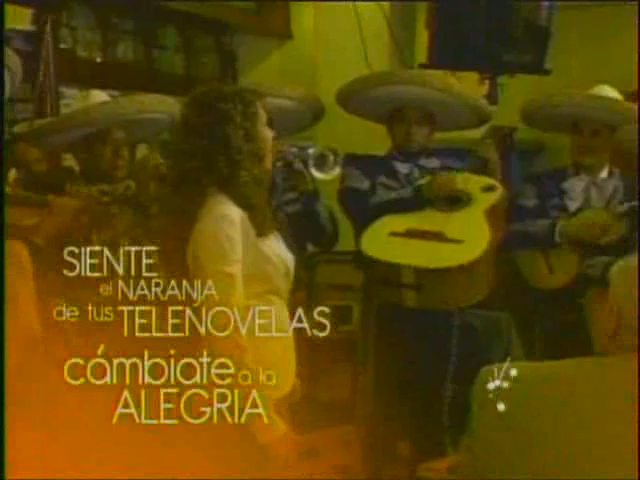 SIENTE
el NARANJA
de tus TELENOVELAS
cámbiate a la
ALEGRIA